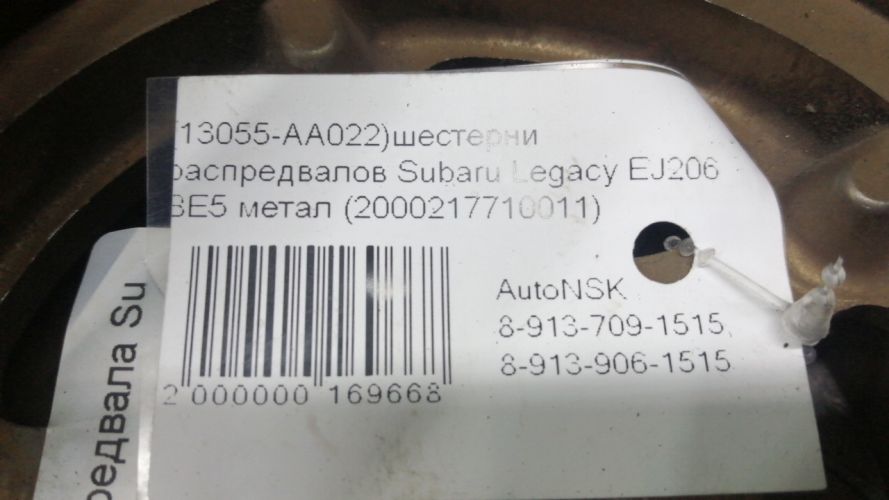 (13055-AA022)шестерни
распредвалов Subaru Legacy EJ206
BE5 метал (2000217710011)
AutoNSK
8-913-709-1515,
8-913-906-1515
2 000000 169668
редвала Su